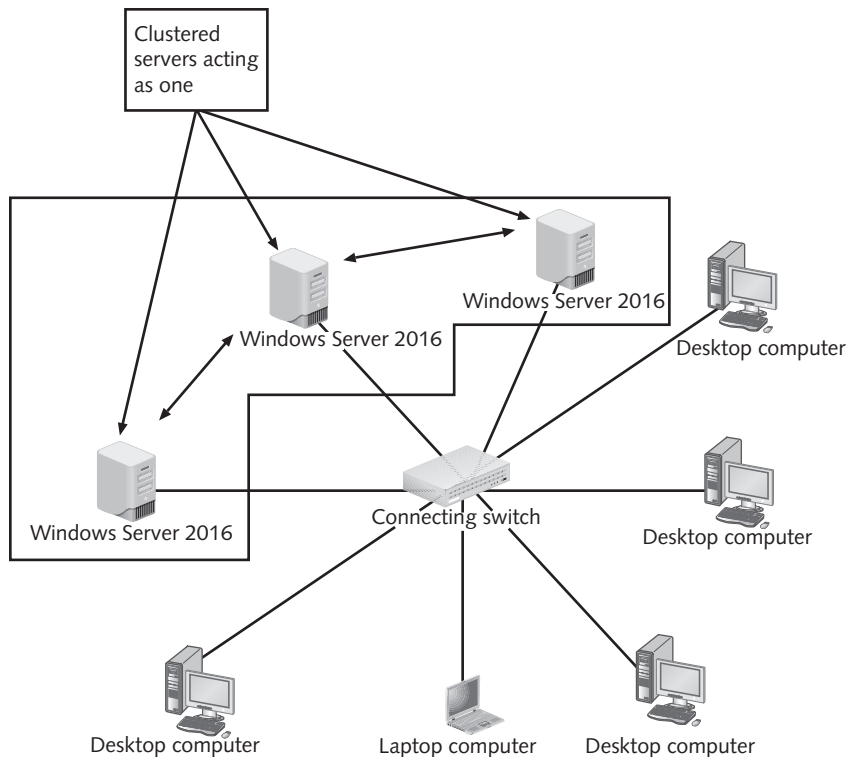 Clustered
servers acting
as one
Windows Server 2016
Windows Server 2016
Desktop computer
Windows Server 2016
Connecting switch
Desktop computer
Desktop computer
Laptop computer
Desktop computer